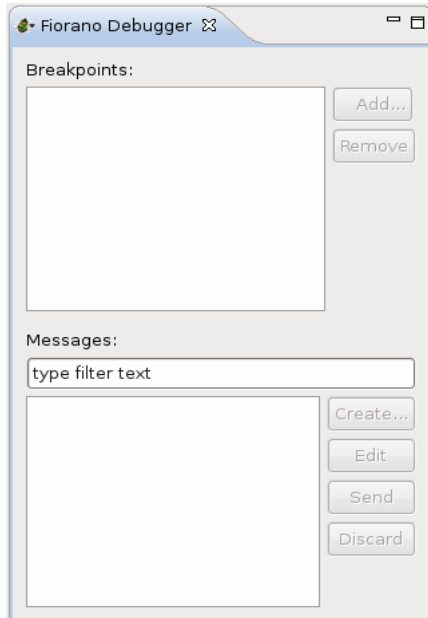 Fiorano Debugger
Breakpoints:
Add...
Remove
Messages:
type filter text
Create...
Edit
Send
Discard